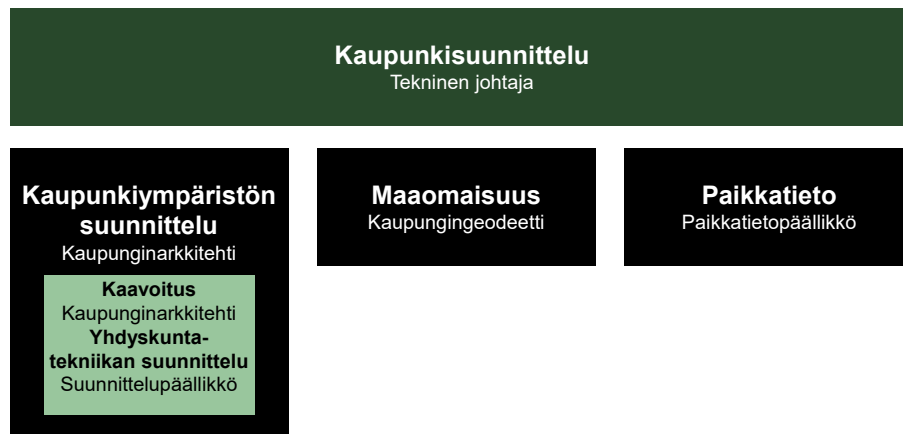 Kaupunkisuunnittelu
Tekninen johtaja
Kaupunkiympäristön
suunnittelu
Kaupunginarkkitehti
Kaavoitus
Kaupunginarkkitehti
Yhdyskunta-
tekniikan suunnittelu
Suunnittelupäällikkö
Maaomaisuus
Kaupungingeodeetti
Paikkatieto
Paikkatietopäällikkö